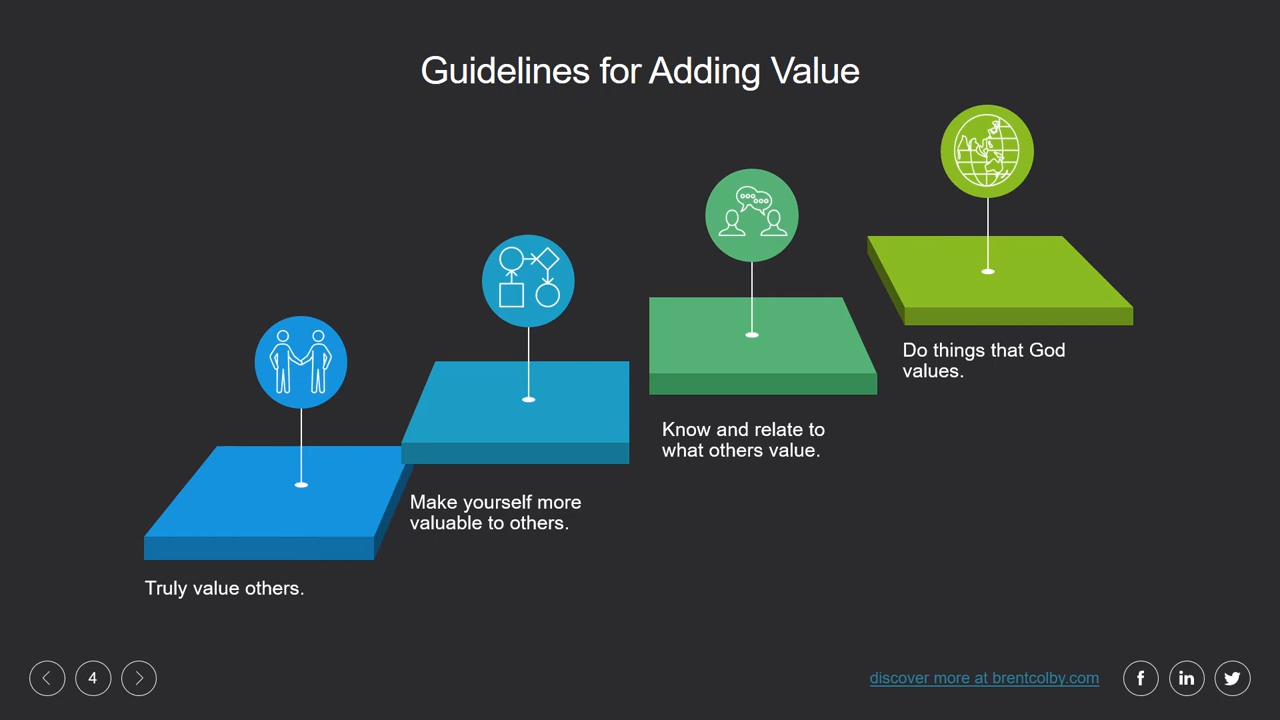 Guidelines for Adding Value
Do things that God
values.
Know and relate to
what others value.
Make yourself more
valuable to others.
Truly value others.
4
discover more at brentcolby.com
f
in